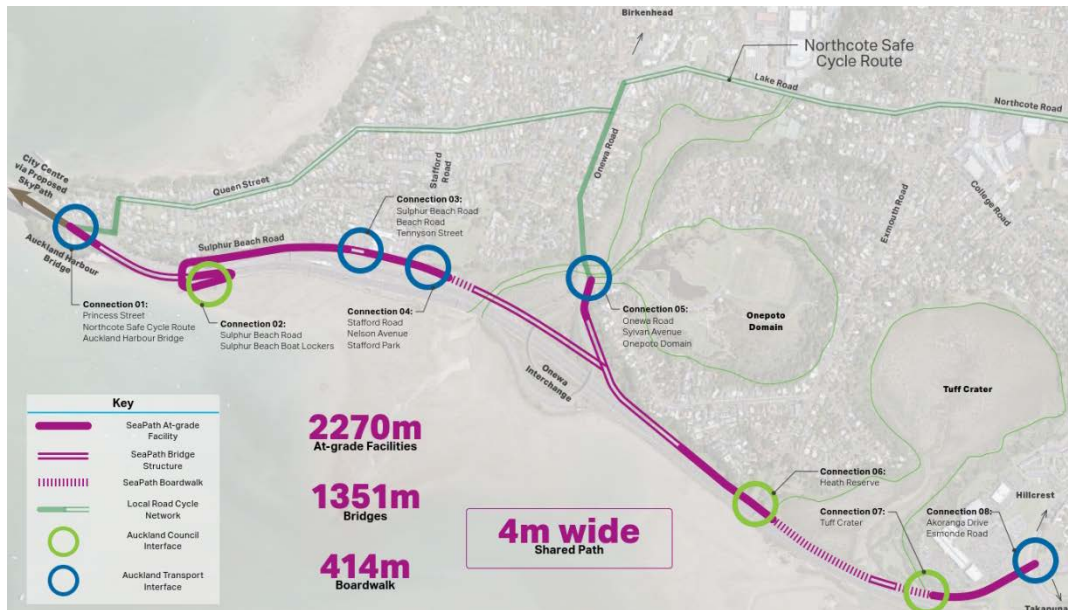 Birkenhead
Northcote Safe
Cycle Route
Lake Road
Northcote Road
Onewa Road
Stafford
Road
Queen Street
City Centre
via Proposed
SkyPath
Auckland Harbour
Bridge
Sulphur Beach Road
Exmouth Road
College Road
Connection 03:
Sulphur Beach Road
Beach Road
Tennyson Street
Connection 01:
Princess Street
Northcote Safe Cycle Route
Auckland Harbour Bridge
Connection 02:
Sulphur Beach Road
Sulphur Beach Boat Lockers
Connection 04:
Stafford Road
Nelson Avenue
Stafford Park
Connection 05:
Onewa Road
Sylvan Avenue
Onepoto Domain
Onepoto
Domain
Onewa
Interchange
Tuff Crater
Key
SeaPath At-grade
Facility
SeaPath Bridge
Structure
SeaPath Boardwalk
Local Road Cycle
Network
Auckland Council
Interface
Auckland Transport
Interface
2270m
At-grade Facilities
1351m
Bridges
414m
Boardwalk
4m wide
Shared Path
Connection 06:
Heath Reserve
Connection 07:
Tuff Crater
Connection 08:
Akoranga Drive
Esmonde Road
Hillcrest
Takapuna